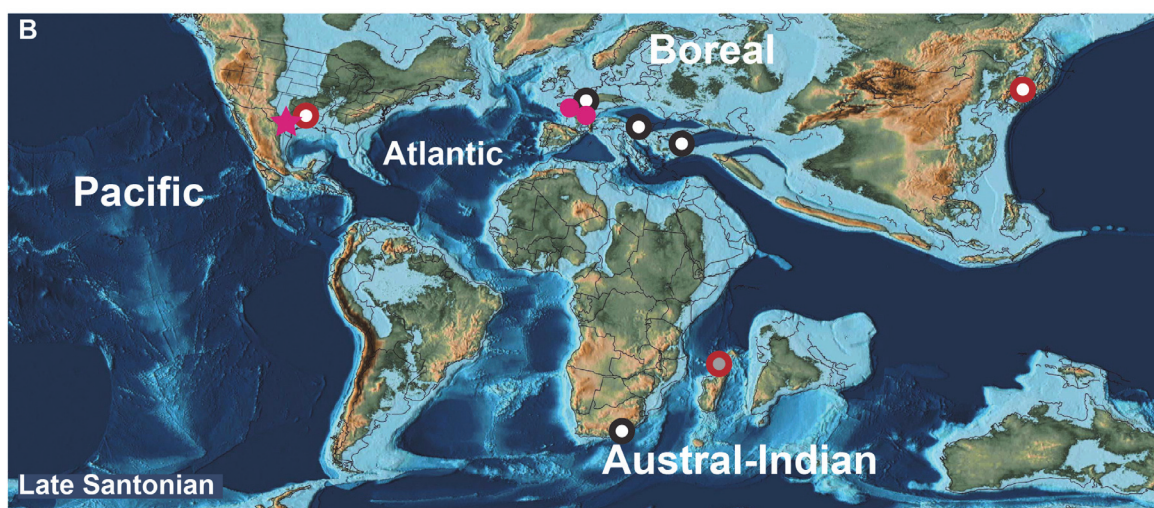 B
Boreal
Atlantic
Pacific
Austral-Indian
Late Santonian